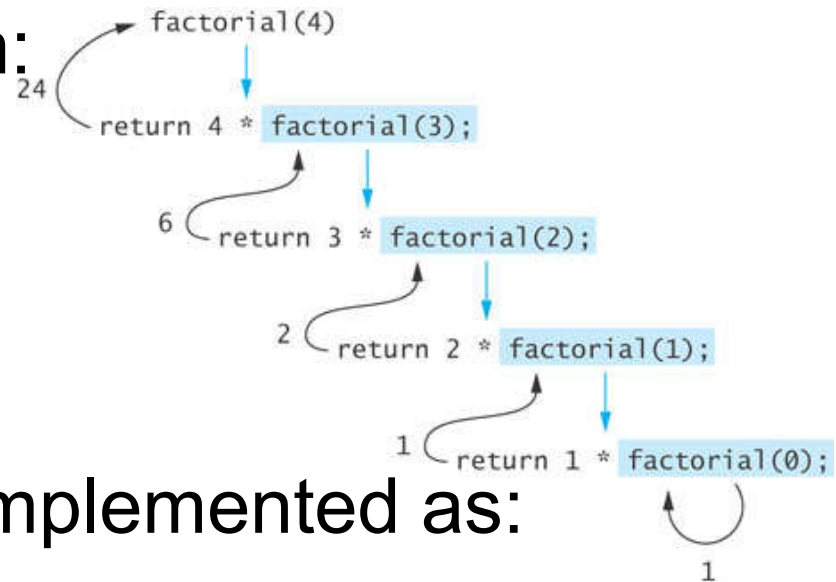 factorial(4)
n:
24
return 4 * factorial(3);
6
return 3 * factorial(2);
2
return 2 * factorial(1);
1
return 1 * factorial(0);
mplemented as:
1